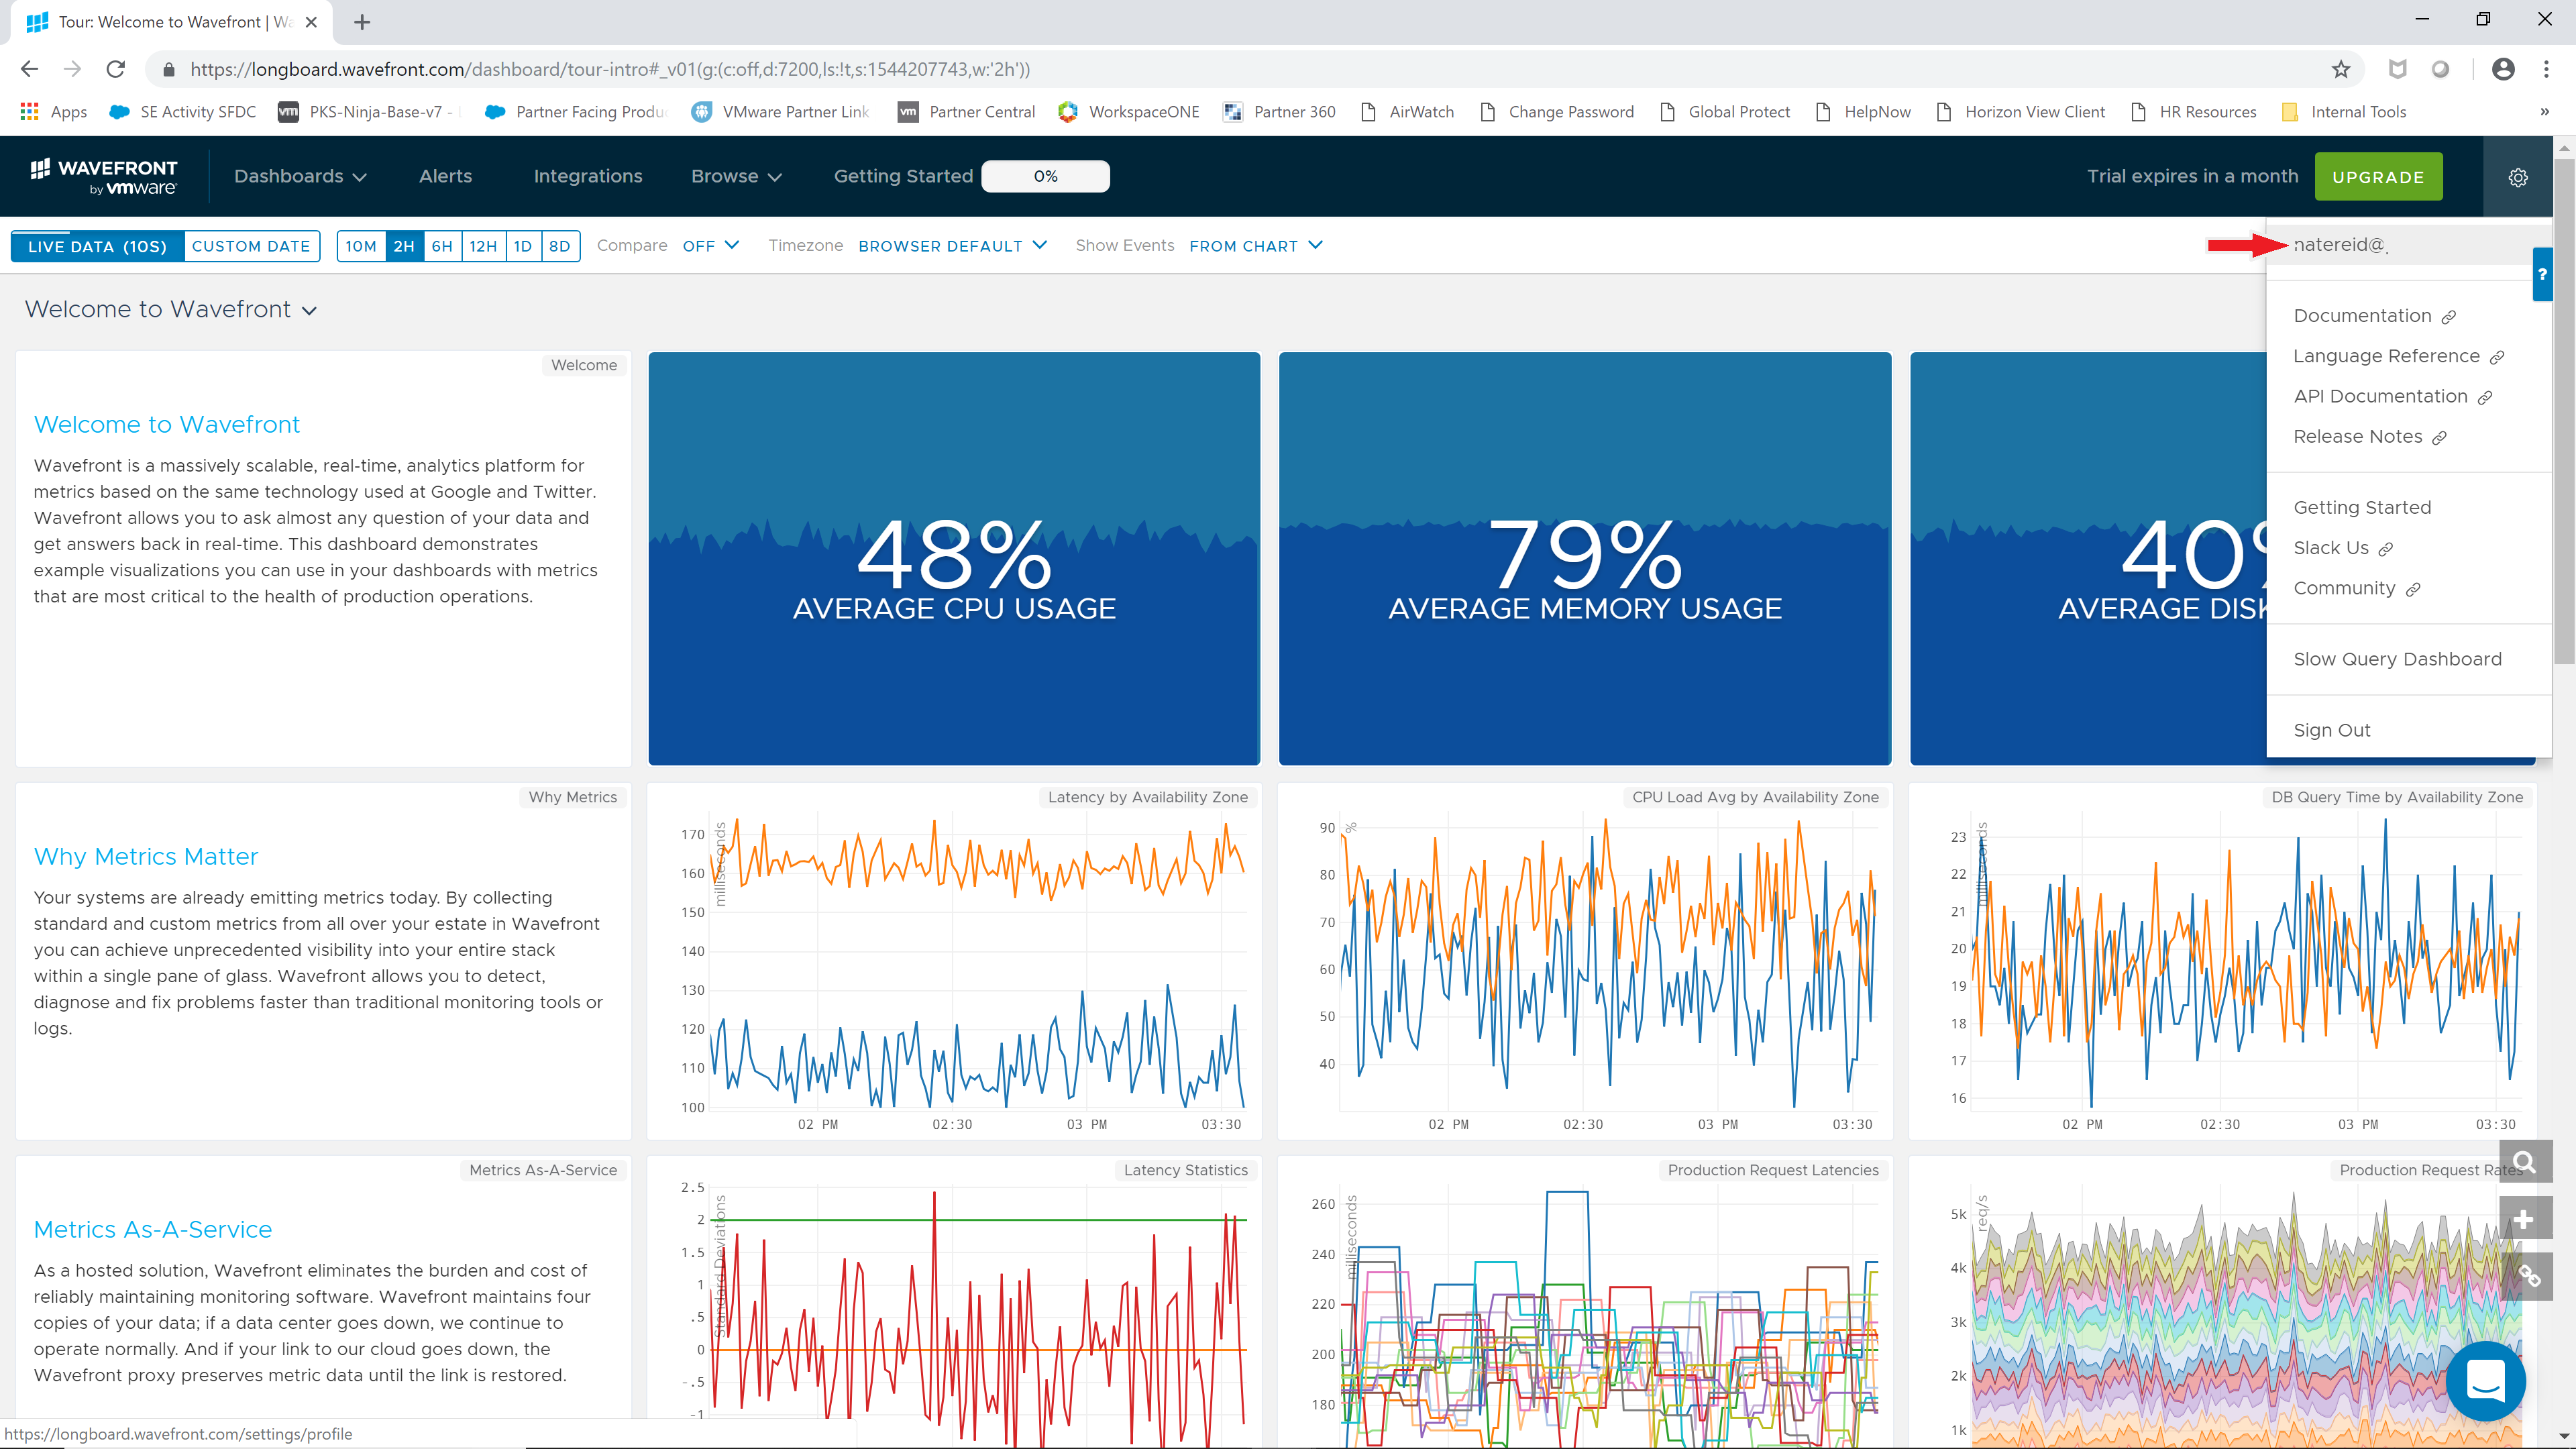 Tour: Welcome to Wavefront | Wa
https://longboard.wavefront.com/dashboard/tour-intro#_v01(g:(c:off,d:7200,ls:!t,s:1544207743,w:'2h'))
Apps SE Activity SFDC PKS-Ninja-Base-v7 - Partner Facing Produ VMware Partner Link Partner Central WorkspaceONE Partner 360 AirWatch Change Password Global Protect HelpNow Horizon View Client HR Resources Internal Tools »
WAVEFRONT by vmware Dashboards Alerts Integrations Browse Getting Started 0% Trial expires in a month UPGRADE
LIVE DATA (10S) CUSTOM DATE 10M 2H 6H 12H 1D 8D Compare OFF Timezone BROWSER DEFAULT Show Events FROM CHART
natereid@
?
Documentation
Language Reference
API Documentation
Release Notes
Getting Started
Slack Us
Community
Slow Query Dashboard
Sign Out
Welcome to Wavefront
Welcome
Welcome to Wavefront
Wavefront is a massively scalable, real-time, analytics platform for
metrics based on the same technology used at Google and Twitter.
Wavefront allows you to ask almost any question of your data and
get answers back in real-time. This dashboard demonstrates
example visualizations you can use in your dashboards with metrics
that are most critical to the health of production operations.
48%
AVERAGE CPU USAGE
79%
AVERAGE MEMORY USAGE
40%
AVERAGE DISK
Why Metrics
Why Metrics Matter
Your systems are already emitting metrics today. By collecting
standard and custom metrics from all over your estate in Wavefront
you can achieve unprecedented visibility into your entire stack
within a single pane of glass. Wavefront allows you to detect,
diagnose and fix problems faster than traditional monitoring tools or
logs.
Latency by Availability Zone
milliseconds
170
160
150
140
130
120
110
100
02 PM 02:30 03 PM 03:30
CPU Load Avg by Availability Zone
%
90
80
70
60
50
40
02 PM 02:30 03 PM 03:30
DB Query Time by Availability Zone
milliseconds
23
22
21
20
19
18
17
16
02 PM 02:30 03 PM 03:30
Metrics As-A-Service
Metrics As-A-Service
As a hosted solution, Wavefront eliminates the burden and cost of
reliably maintaining monitoring software. Wavefront maintains four
copies of your data; if a data center goes down, we continue to
operate normally. And if your link to our cloud goes down, the
Wavefront proxy preserves metric data until the link is restored.
Latency Statistics
Standard Deviations
2.5
2
1.5
1
.5
0
-.5
-1
Production Request Latencies
milliseconds
260
240
220
200
180
Production Request Rates
req/s
5k
4k
3k
2k
1k
https://longboard.wavefront.com/settings/profile